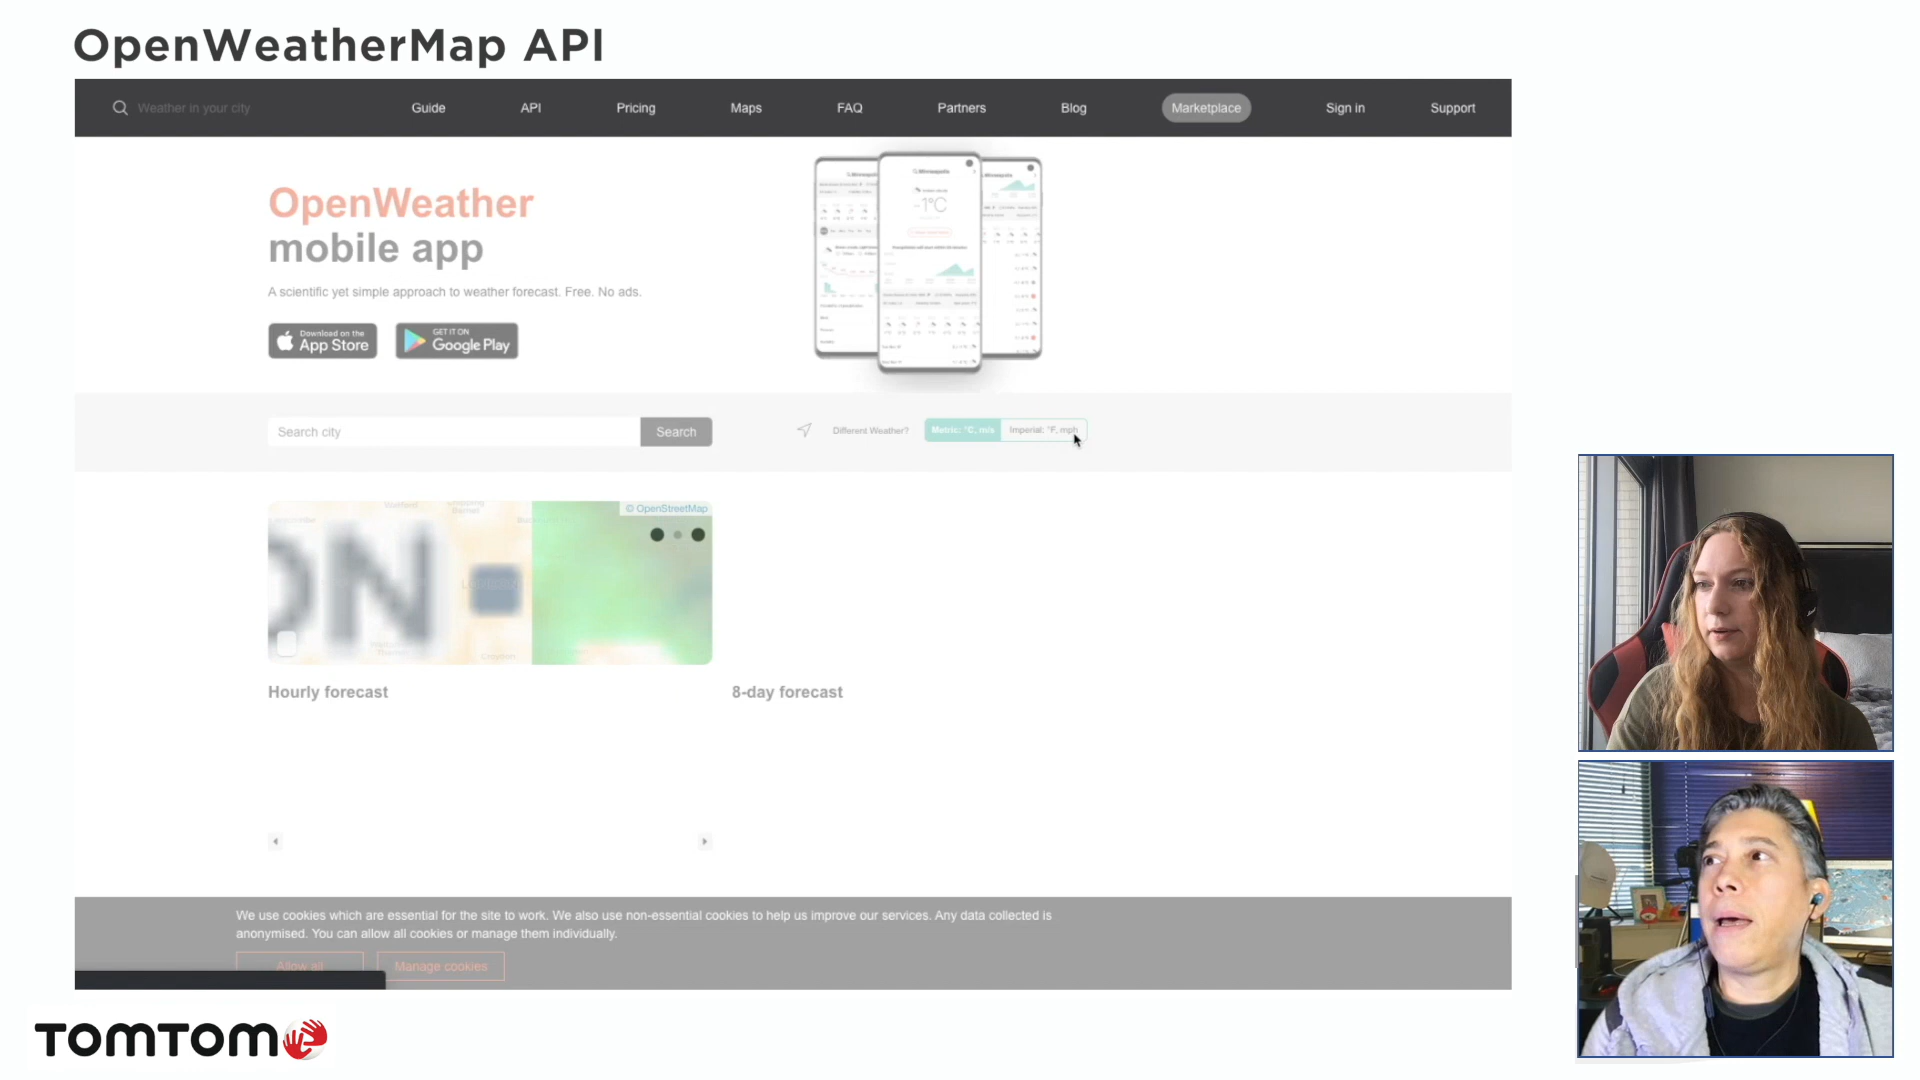 OpenWeatherMap API
Weather in your city
Guide
API
Pricing
Maps
FAQ
Partners
Blog
Marketplace
Sign in
Support
OpenWeather
mobile app
A scientific yet simple approach to weather forecast. Free. No ads.
Download on the
App Store
GET IT ON
Google Play
Minneapolis
-1°C
Search city
Search
Different Weather?
Metric: °C, m/s
Imperial: °F, mph
© OpenStreetMap
ON
Hourly forecast
8-day forecast
We use cookies which are essential for the site to work. We also use non-essential cookies to help us improve our services. Any data collected is
anonymised. You can allow all cookies or manage them individually.
Allow all
Manage cookies
TOMTOM